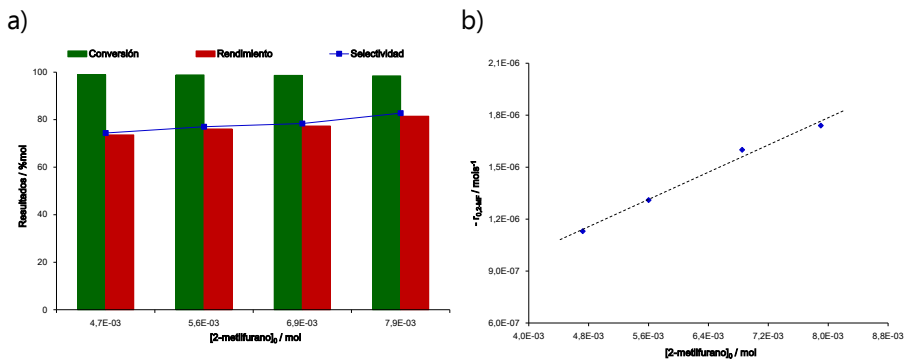 a)
Conversión Rendimiento Selectividad
Resultados / %mol
100
80
60
40
20
0
4,7E-03 5,6E-03 6,9E-03 7,9E-03
[2-metilfurano]₀ / mol
b)
- r₀,₂-MF / mols⁻¹
2,1E-06
1,8E-06
1,5E-06
1,2E-06
9,0E-07
6,0E-07
4,0E-03 4,8E-03 5,6E-03 6,4E-03 7,2E-03 8,0E-03 8,8E-03
[2-metilfurano]₀ / mol